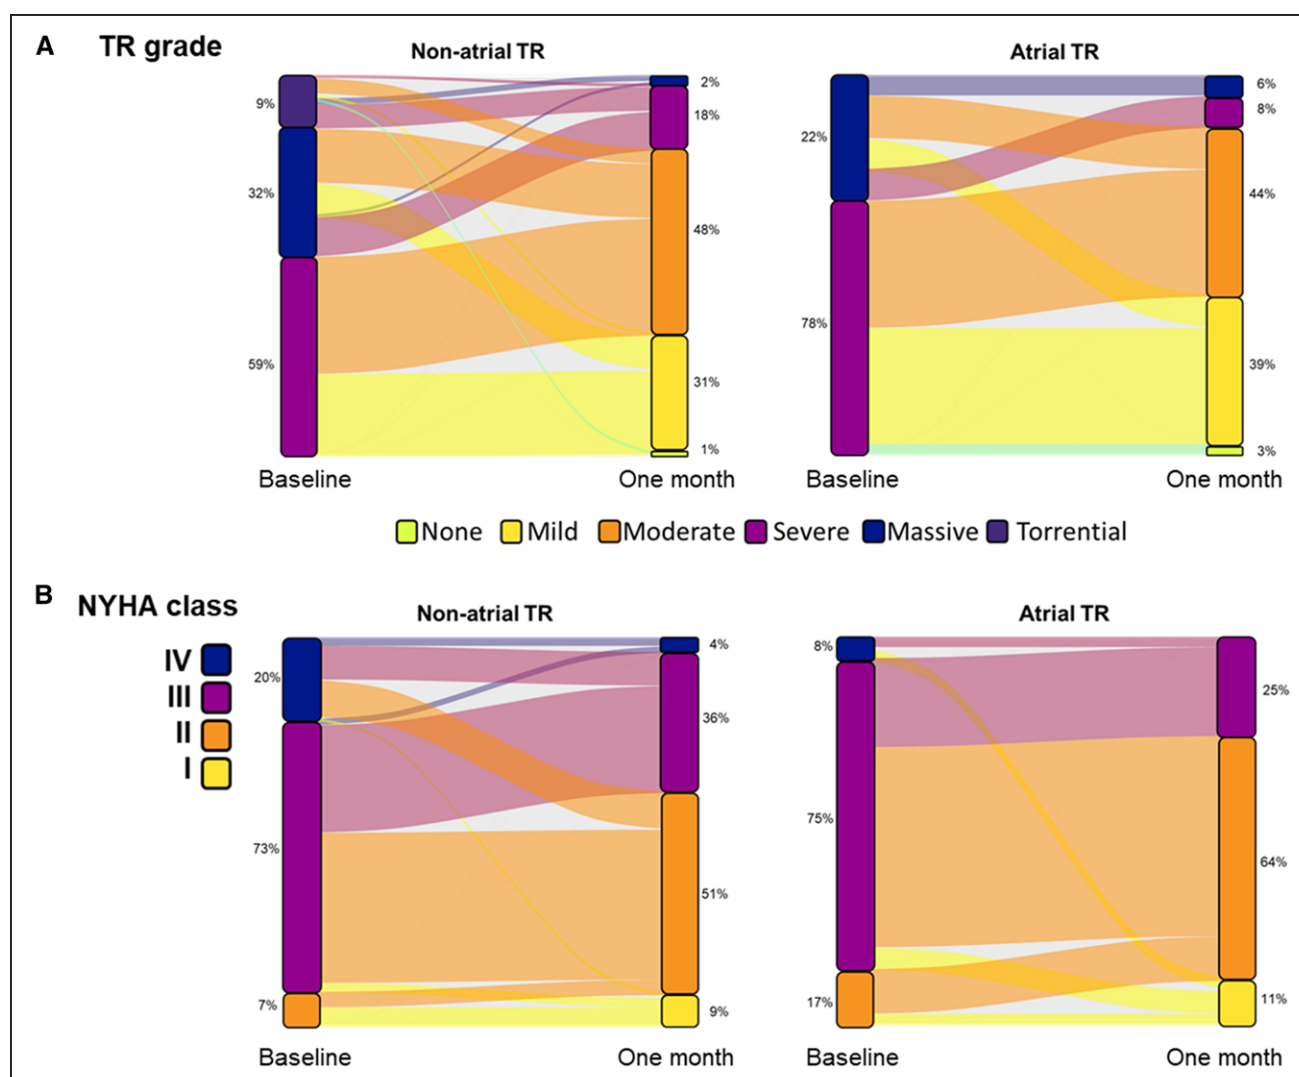 A TR grade
Non-atrial TR
Atrial TR
9%
32%
59%
2%
18%
48%
31%
1%
22%
78%
6%
8%
44%
39%
3%
Baseline
One month
Baseline
One month
None Mild Moderate Severe Massive Torrential
B NYHA class
Non-atrial TR
Atrial TR
IV
III
II
I
20%
73%
7%
4%
36%
51%
9%
8%
75%
17%
25%
64%
11%
Baseline
One month
Baseline
One month